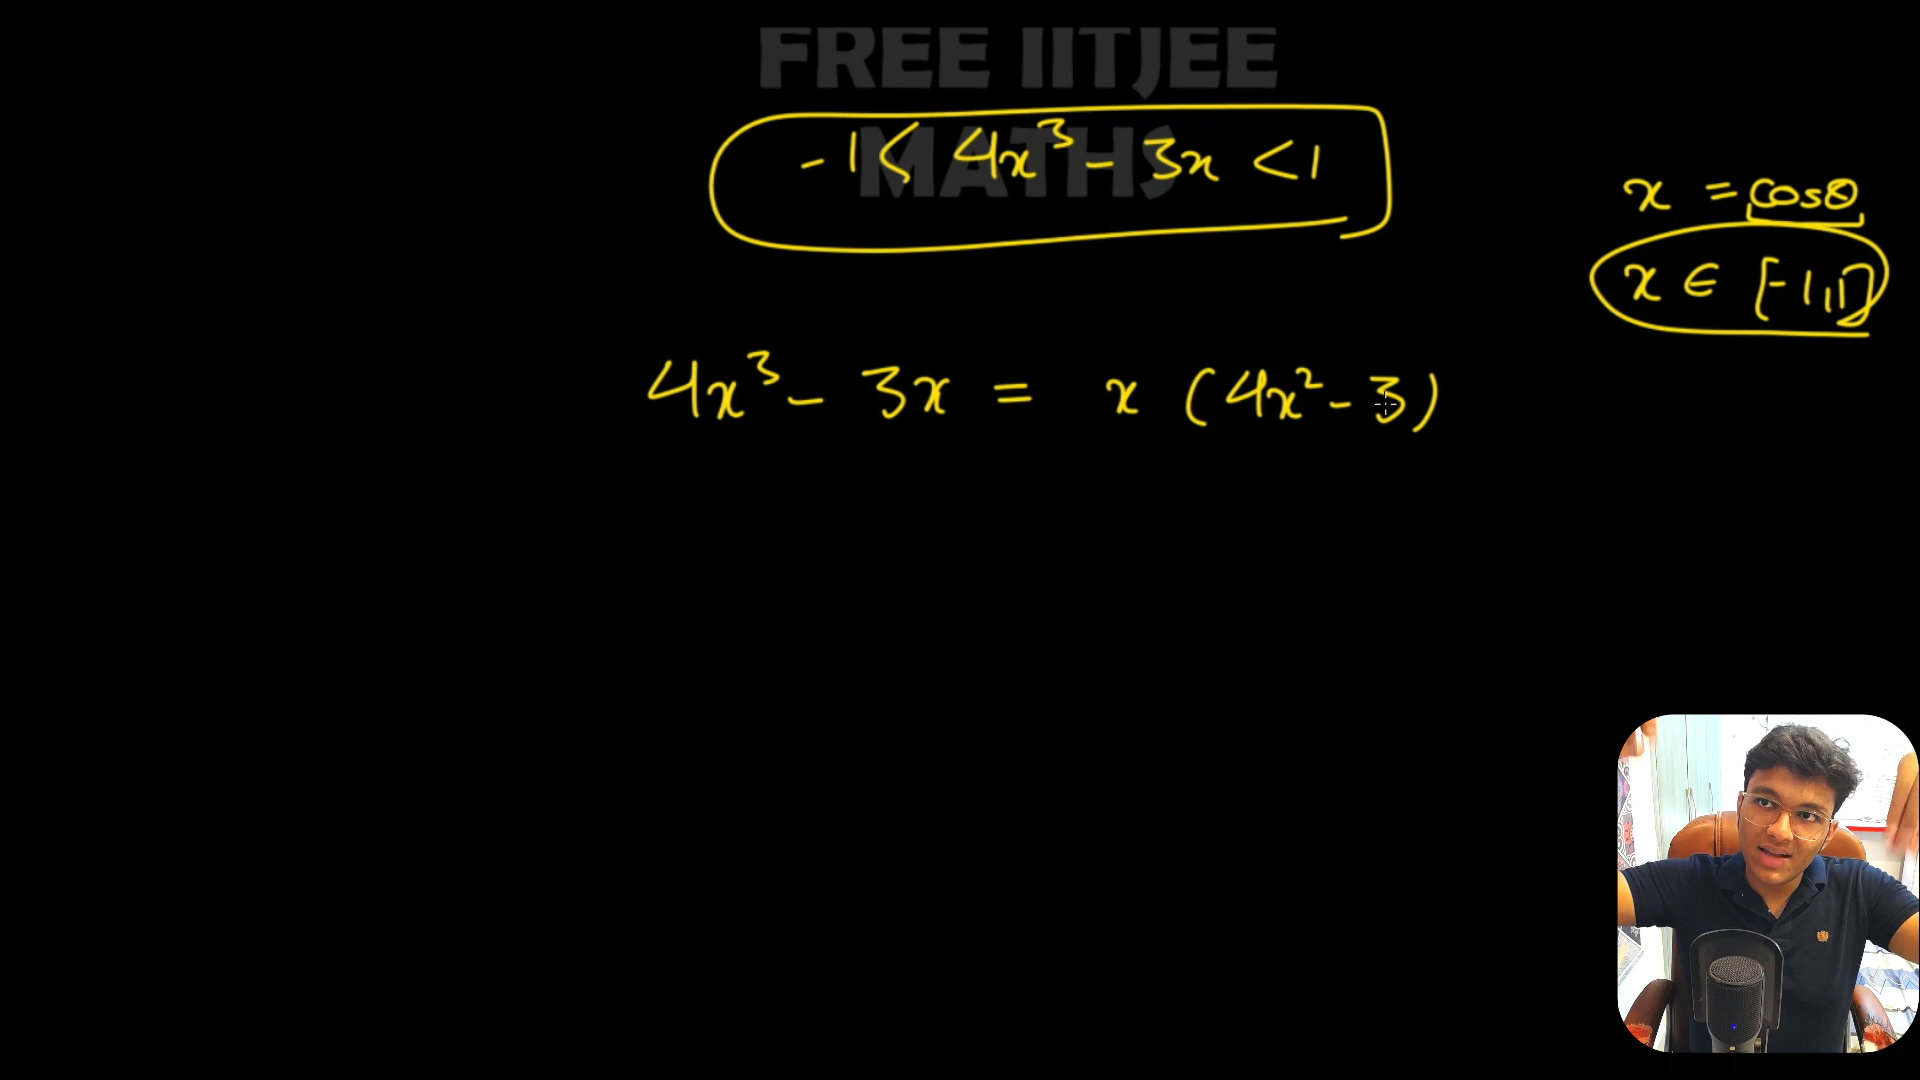 FREE IITJEE
MATHS
-1 < 4x³ - 3x < 1
x = cosθ
x ∈ [-1,1]
4x³ - 3x = x (4x² - 3)